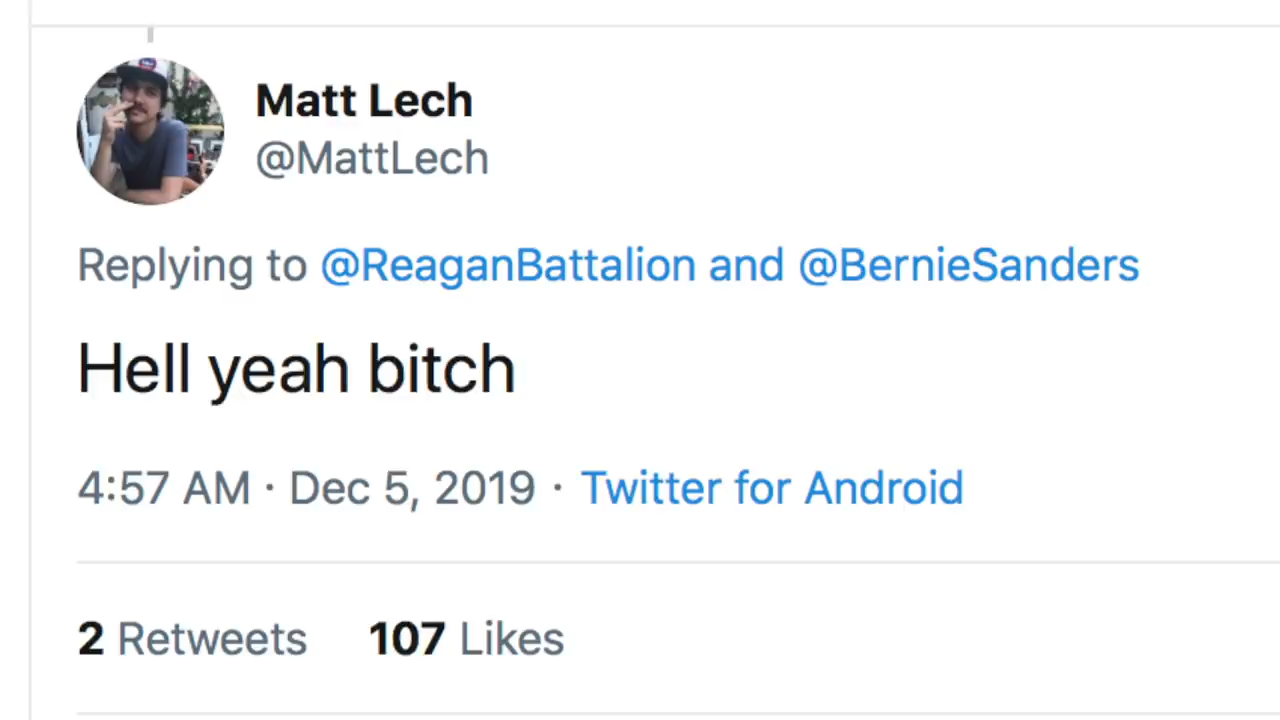 Matt Lech
@MattLech
Replying to @ReaganBattalion and @BernieSanders
Hell yeah bitch
4:57 AM · Dec 5, 2019 · Twitter for Android
2 Retweets 107 Likes